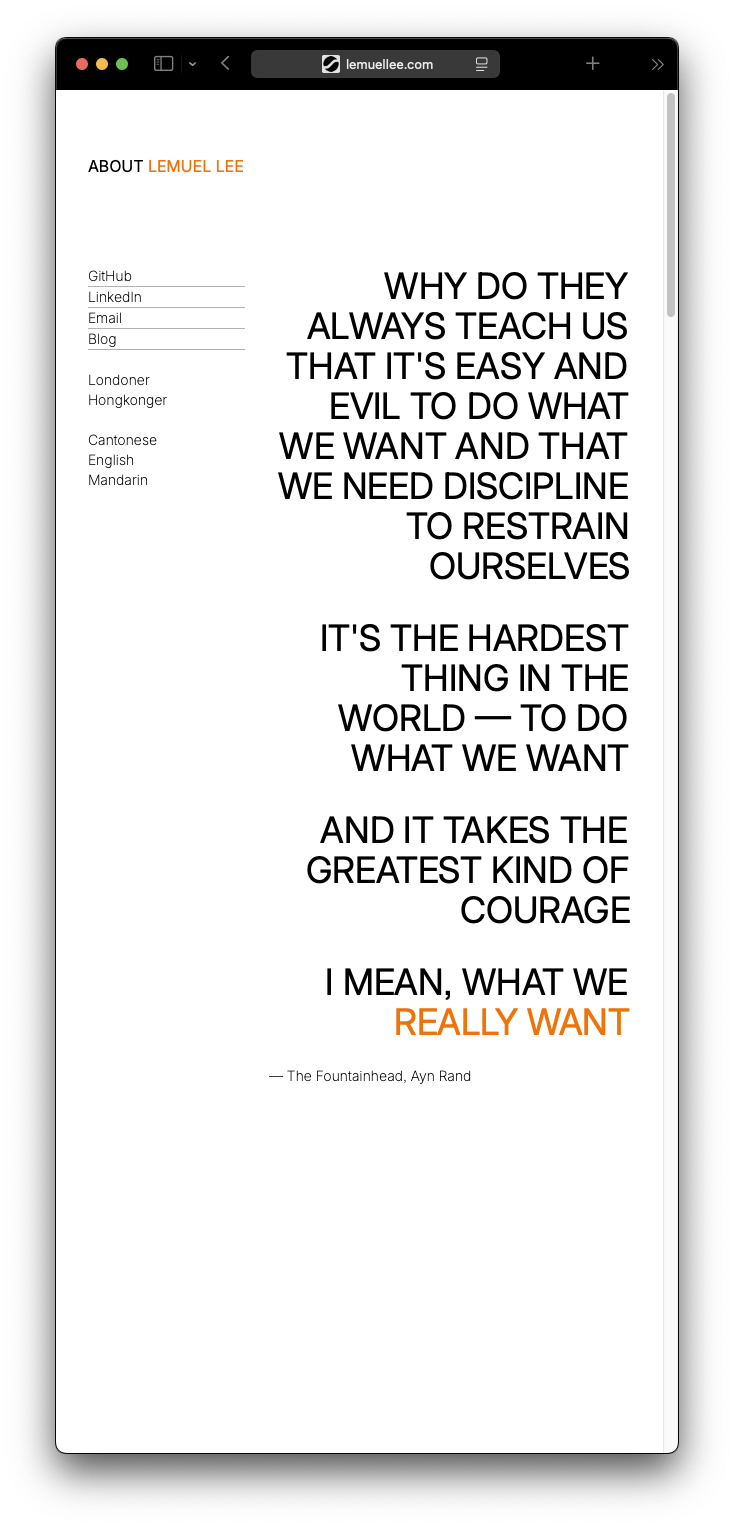 lemuellee.com
ABOUT LEMUEL LEE
GitHub
LinkedIn
Email
Blog
Londoner
Hongkonger
Cantonese
English
Mandarin
WHY DO THEY
ALWAYS TEACH US
THAT IT'S EASY AND
EVIL TO DO WHAT
WE WANT AND THAT
WE NEED DISCIPLINE
TO RESTRAIN
OURSELVES
IT'S THE HARDEST
THING IN THE
WORLD — TO DO
WHAT WE WANT
AND IT TAKES THE
GREATEST KIND OF
COURAGE
I MEAN, WHAT WE
REALLY WANT
— The Fountainhead, Ayn Rand